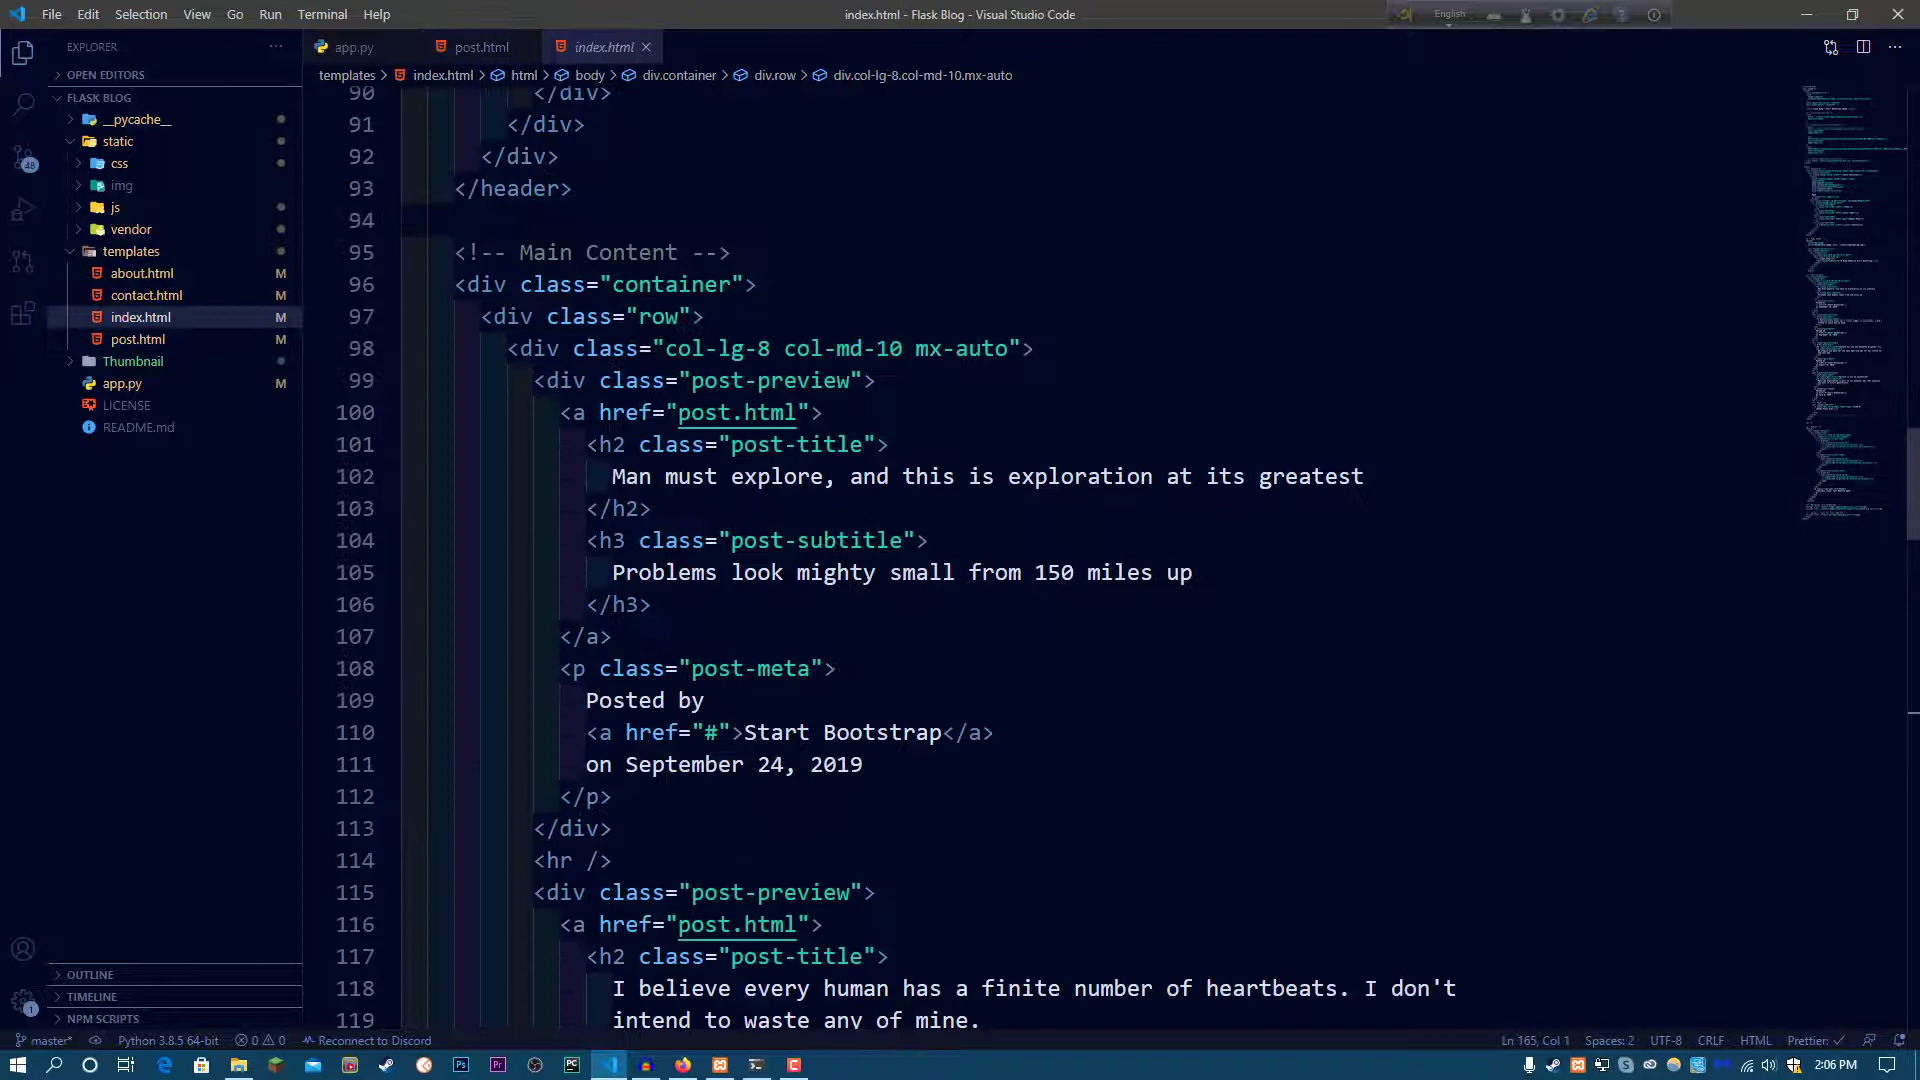 File Edit Selection View Go Run Terminal Help
index.html - Flask Blog - Visual Studio Code
English
EXPLORER
app.py
post.html
index.html
OPEN EDITORS
templates > index.html > html > body > div.container > div.row > div.col-lg-8.col-md-10.mx-auto
FLASK BLOG
__pycache__
static
css
img
js
vendor
templates
about.html M
contact.html M
index.html M
post.html M
Thumbnail
app.py M
LICENSE
README.md
90 </div>
91 </div>
92 </div>
93 </header>
94
95 <!-- Main Content -->
96 <div class="container">
97 <div class="row">
98 <div class="col-lg-8 col-md-10 mx-auto">
99 <div class="post-preview">
100 <a href="post.html">
101 <h2 class="post-title">
102 Man must explore, and this is exploration at its greatest
103 </h2>
104 <h3 class="post-subtitle">
105 Problems look mighty small from 150 miles up
106 </h3>
107 </a>
108 <p class="post-meta">
109 Posted by
110 <a href="#">Start Bootstrap</a>
111 on September 24, 2019
112 </p>
113 </div>
114 <hr />
115 <div class="post-preview">
116 <a href="post.html">
117 <h2 class="post-title">
118 I believe every human has a finite number of heartbeats. I don't
119 intend to waste any of mine.
48
1
OUTLINE
TIMELINE
NPM SCRIPTS
master* Python 3.8.5 64-bit 0 0 Reconnect to Discord
Ln 165, Col 1 Spaces: 2 UTF-8 CRLF HTML Prettier: ✓
Ps Pr PC
2:06 PM